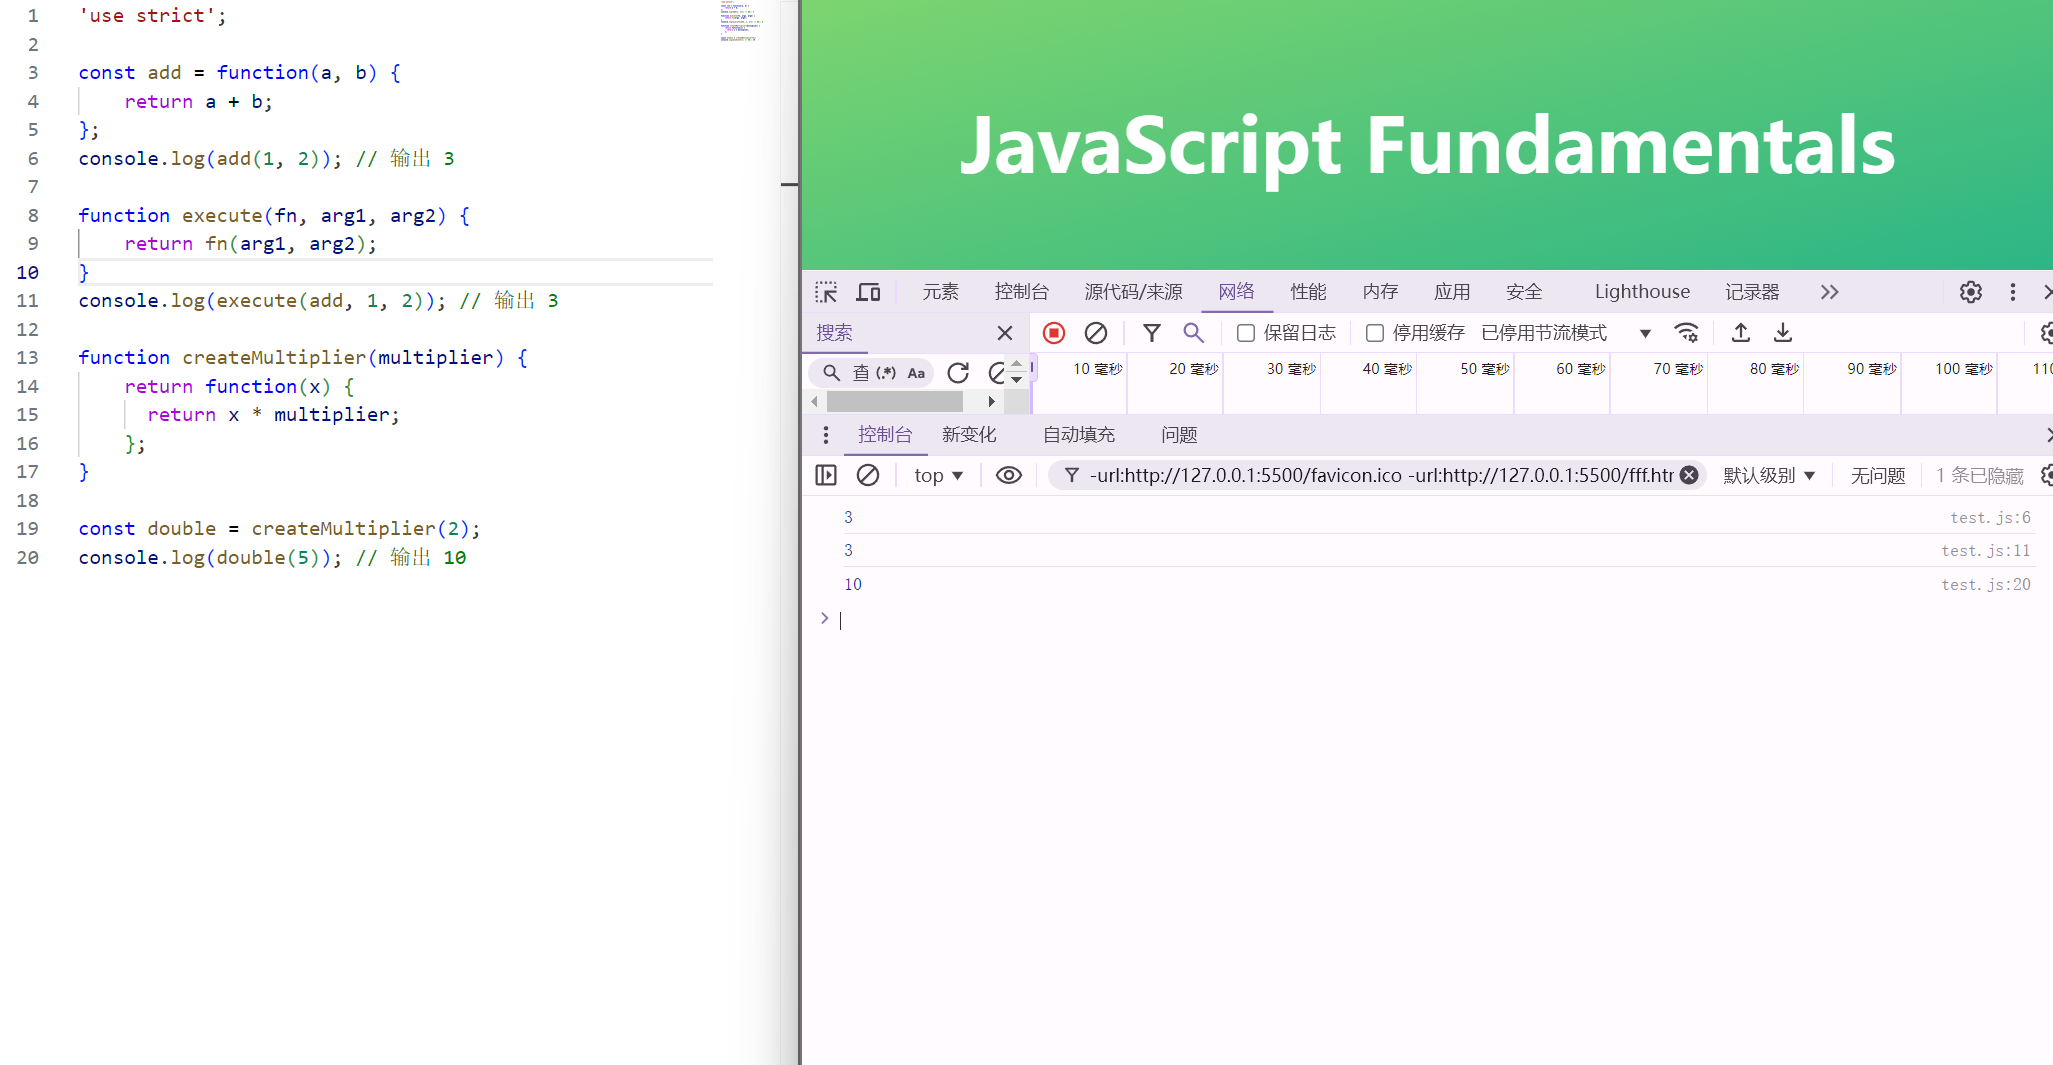 1 'use strict';
2
3 const add = function(a, b) {
4 return a + b;
5 };
6 console.log(add(1, 2)); // 输出 3
7
8 function execute(fn, arg1, arg2) {
9 return fn(arg1, arg2);
10 }
11 console.log(execute(add, 1, 2)); // 输出 3
12
13 function createMultiplier(multiplier) {
14 return function(x) {
15 return x * multiplier;
16 };
17 }
18
19 const double = createMultiplier(2);
20 console.log(double(5)); // 输出 10
JavaScript Fundamentals
元素 控制台 源代码/来源 网络 性能 内存 应用 安全 Lighthouse 记录器
搜索 保留日志 停用缓存 已停用节流模式
查 (.*) Aa 10 毫秒 20 毫秒 30 毫秒 40 毫秒 50 毫秒 60 毫秒 70 毫秒 80 毫秒 90 毫秒 100 毫秒 110
控制台 新变化 自动填充 问题
top -url:http://127.0.0.1:5500/favicon.ico -url:http://127.0.0.1:5500/fff.htr 默认级别 无问题 1 条已隐藏
3 test.js:6
3 test.js:11
10 test.js:20